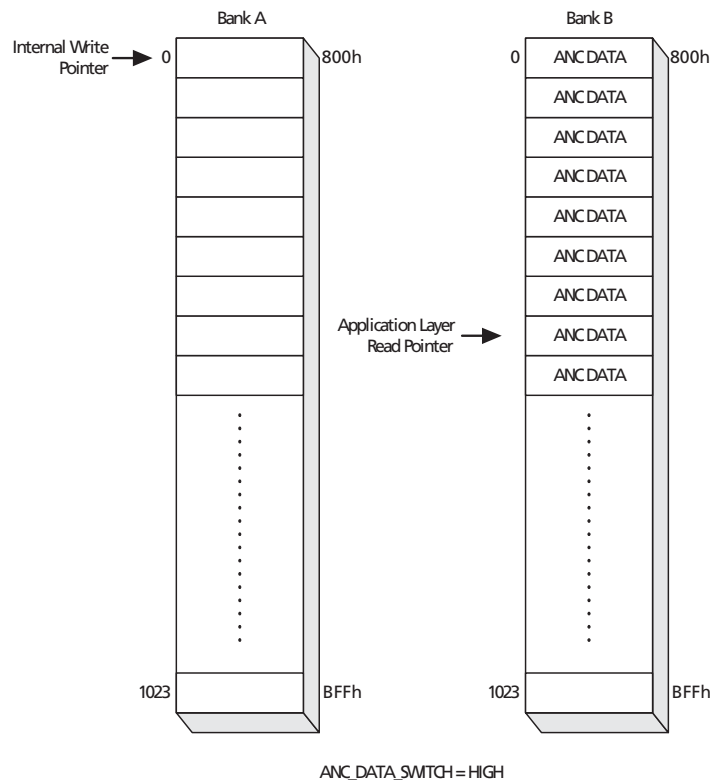 Bank A
Bank B
Internal Write
Pointer
0
800h
0
ANC DATA
800h
ANC DATA
ANC DATA
ANC DATA
ANC DATA
ANC DATA
ANC DATA
Application Layer
Read Pointer
ANC DATA
ANC DATA
1023
BFFh
1023
BFFh
ANC_DATA_SWITCH = HIGH